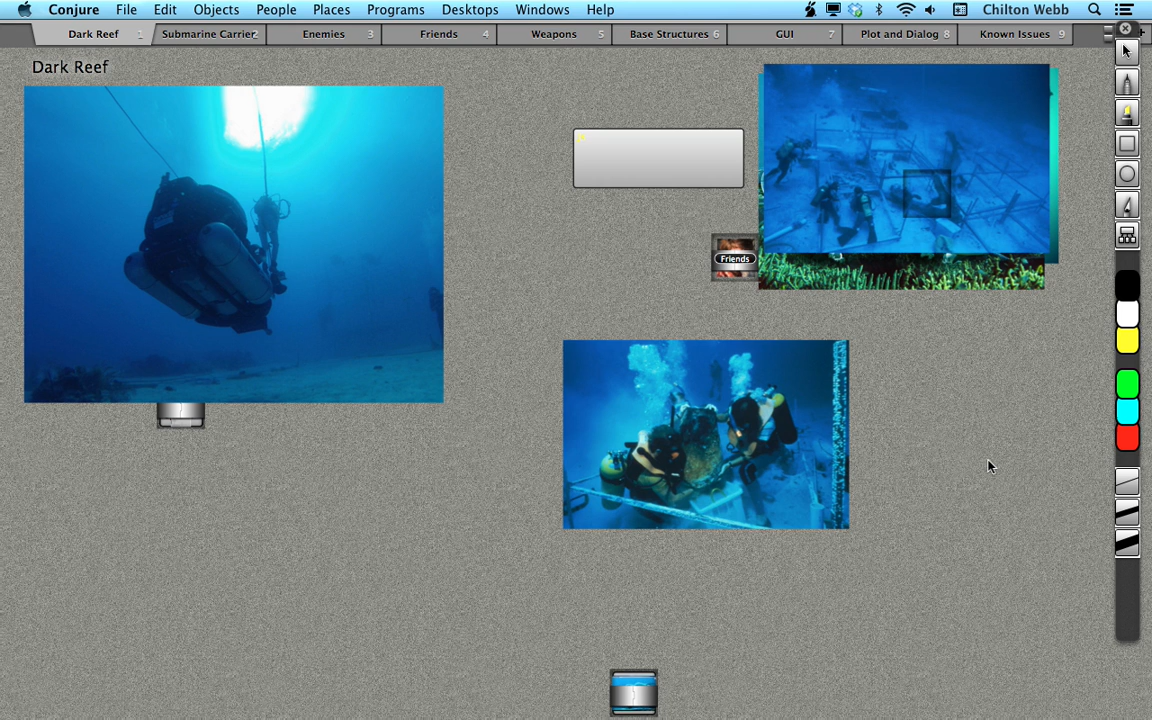 Conjure File Edit Objects People Places Programs Desktops Windows Help Chilton Webb
Dark Reef 1 Submarine Carrier 2 Enemies 3 Friends 4 Weapons 5 Base Structures 6 GUI 7 Plot and Dialog 8 Known Issues 9
Dark Reef
Friends